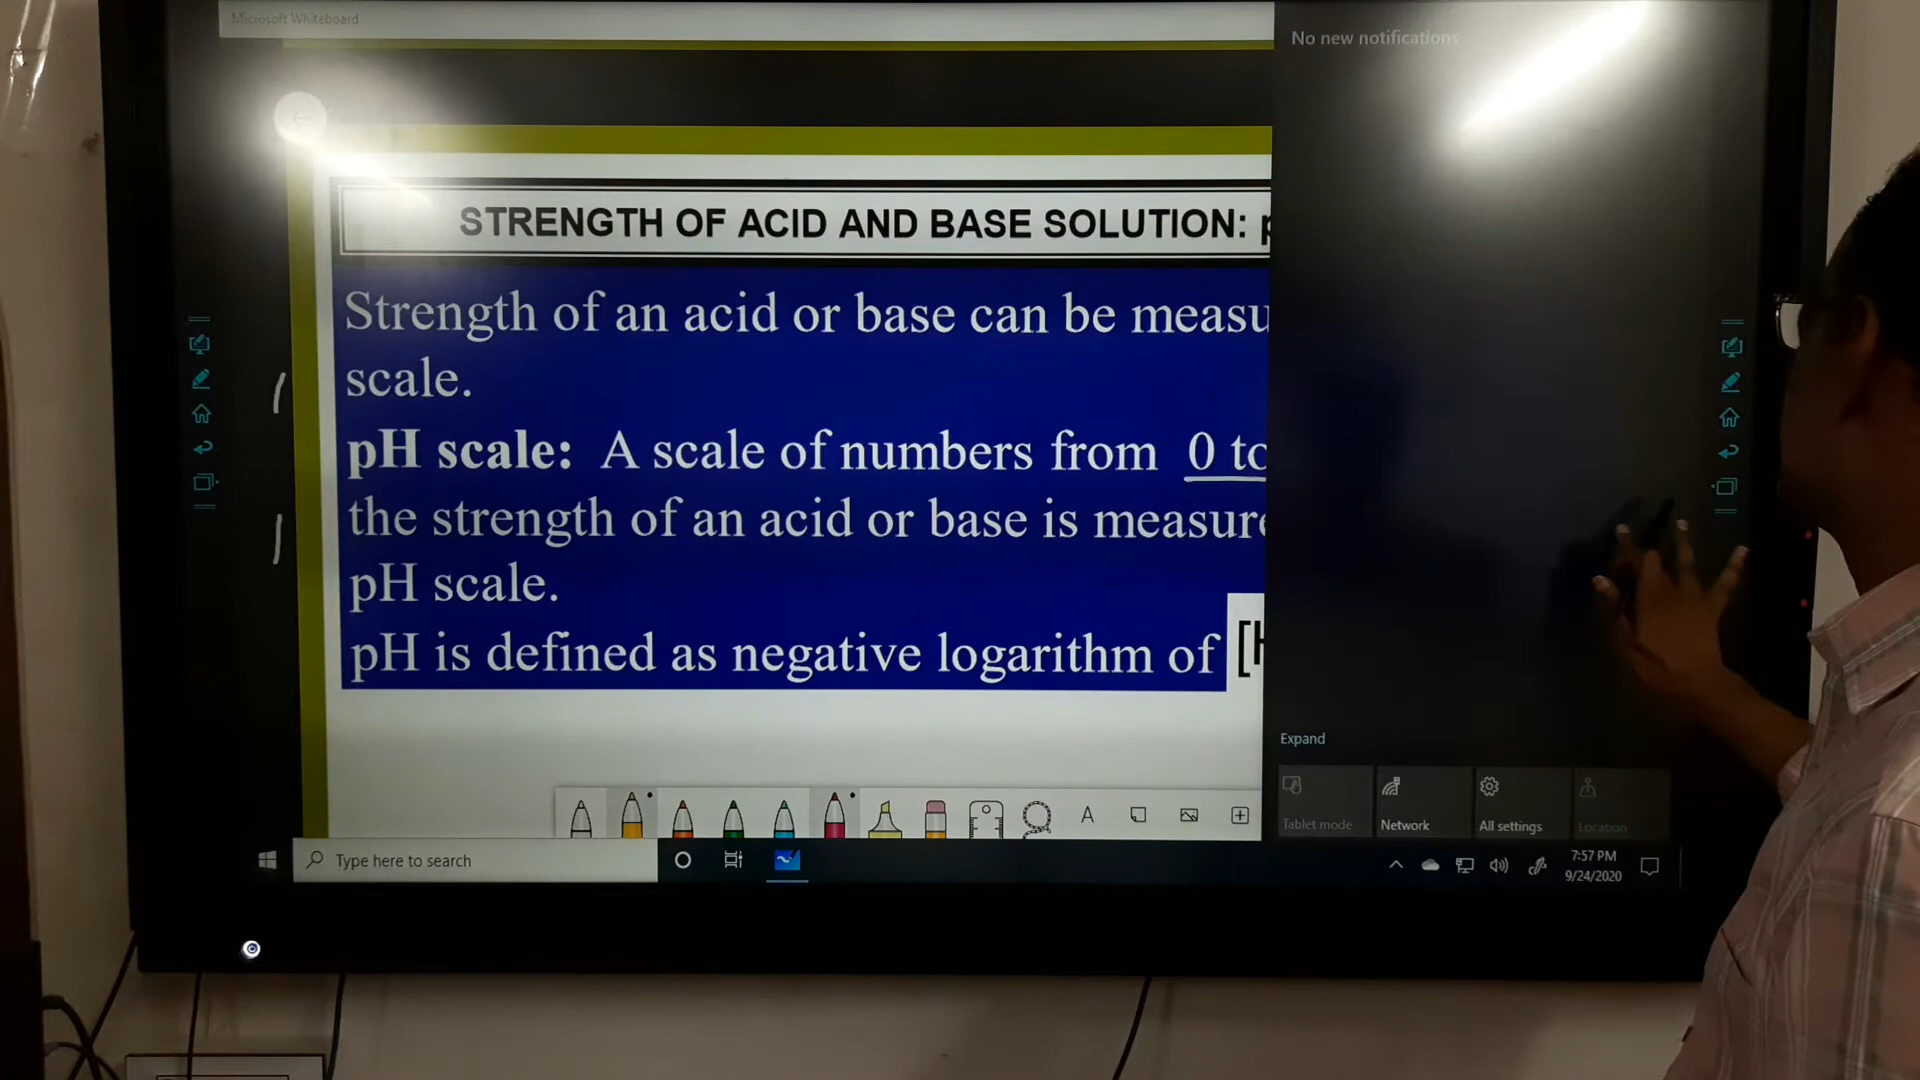 Microsoft Whiteboard
No new notifications
STRENGTH OF ACID AND BASE SOLUTION:
Strength of an acid or base can be
scale.
pH scale: A scale of numbers from 0
the strength of an acid or base is
pH scale.
pH is defined as negative logarithm of
Expand
Tablet mode
Network
All settings
Location
A
Type here to search
7:57 PM
9/24/2020